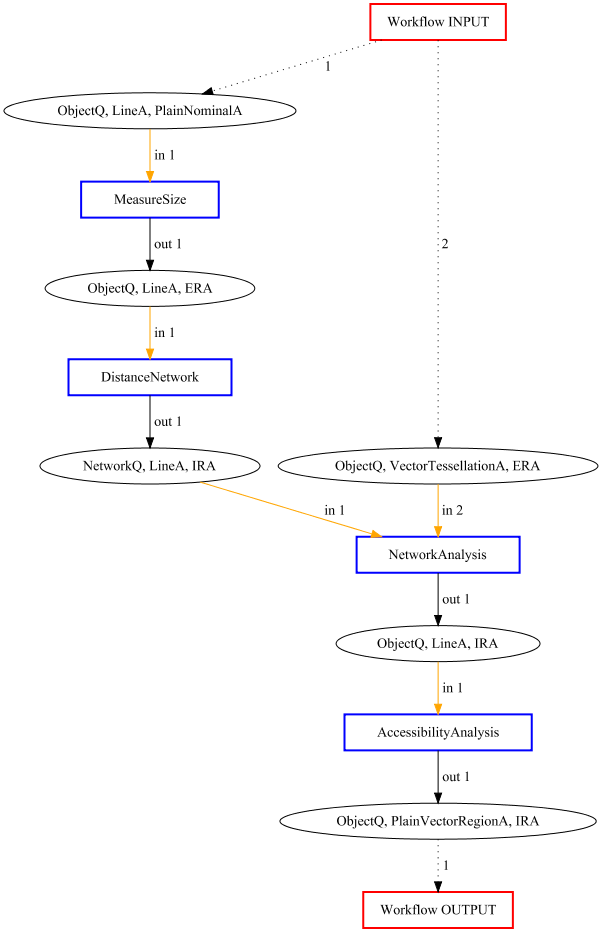 Workflow INPUT
1
ObjectQ, LineA, PlainNominalA
in 1
MeasureSize
out 1
2
ObjectQ, LineA, ERA
in 1
DistanceNetwork
out 1
NetworkQ, LineA, IRA
ObjectQ, VectorTessellationA, ERA
in 1
in 2
NetworkAnalysis
out 1
ObjectQ, LineA, IRA
in 1
AccessibilityAnalysis
out 1
ObjectQ, PlainVectorRegionA, IRA
1
Workflow OUTPUT